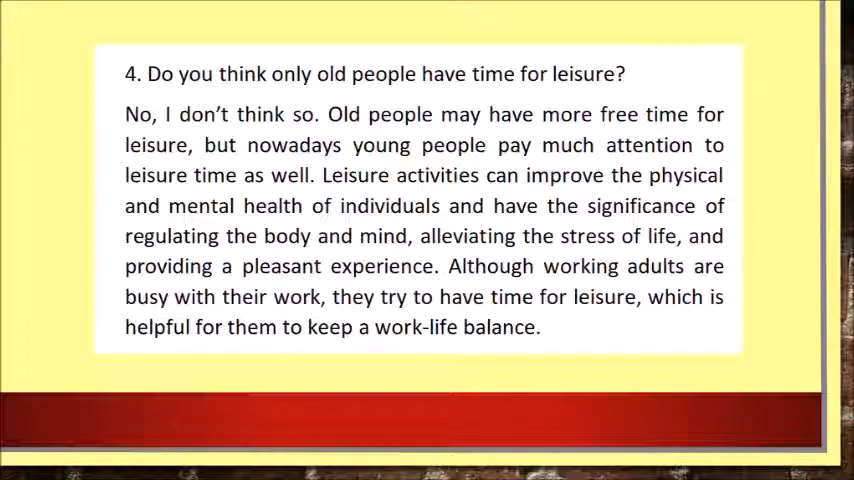 4. Do you think only old people have time for leisure?
No, I don't think so. Old people may have more free time for
leisure, but nowadays young people pay much attention to
leisure time as well. Leisure activities can improve the physical
and mental health of individuals and have the significance of
regulating the body and mind, alleviating the stress of life, and
providing a pleasant experience. Although working adults are
busy with their work, they try to have time for leisure, which is
helpful for them to keep a work-life balance.